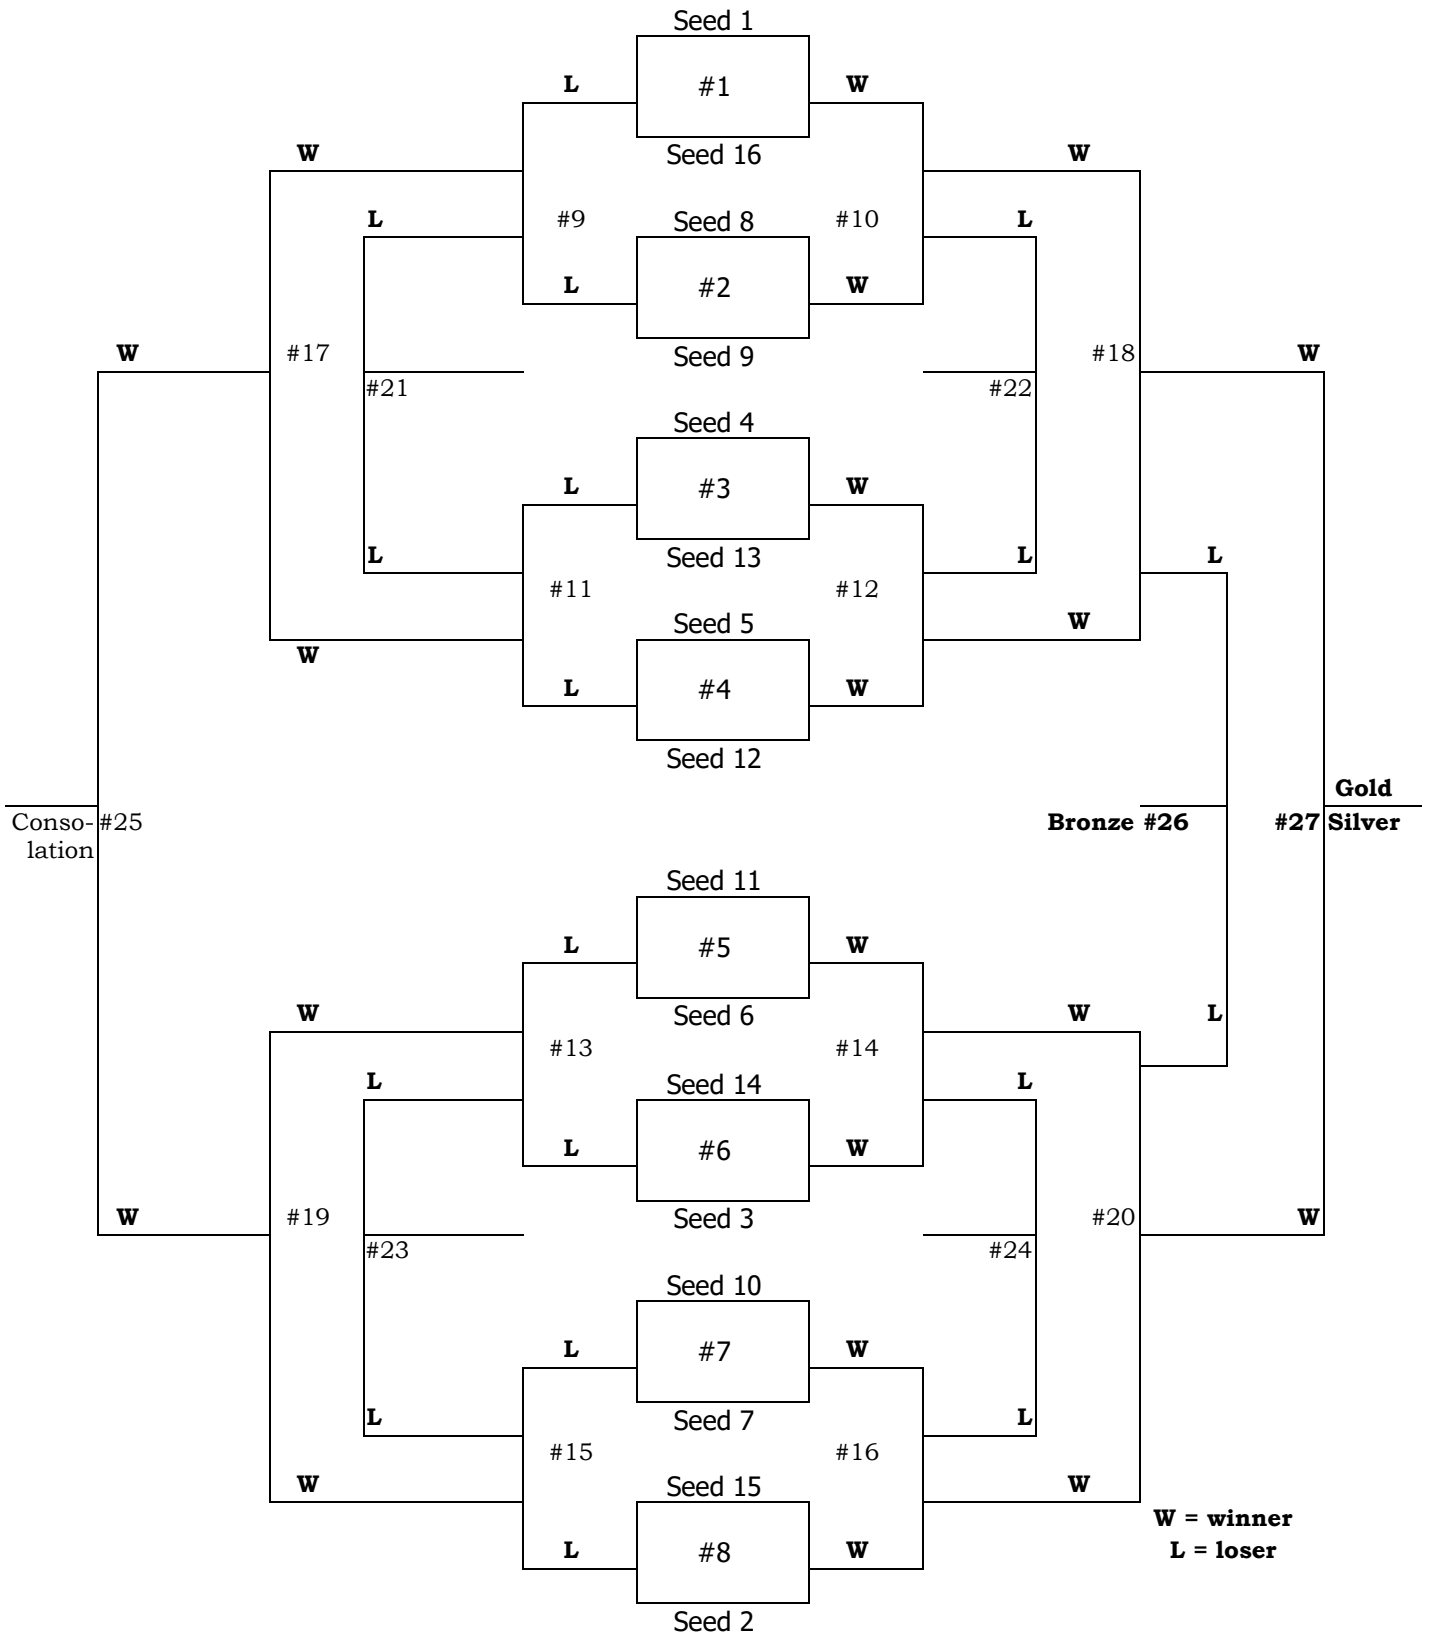 Seed 1
L #1 W
W Seed 16 W
L #9 Seed 8 #10 L
L #2 W
W #17 Seed 9 #18 W
#21 #22
Seed 4
L #3 W
L Seed 13 L L
#11 #12
W Seed 5 W
L #4 W
Seed 12
Gold
Conso- #25 Bronze #26 #27 Silver
lation
Seed 11
L #5 W
W Seed 6 W L
#13 #14
L Seed 14 L
L #6 W
W #19 Seed 3 #20 W
#23 #24
Seed 10
L #7 W
L Seed 7 L
#15 #16
W Seed 15 W
W = winner
L #8 W L = loser
Seed 2